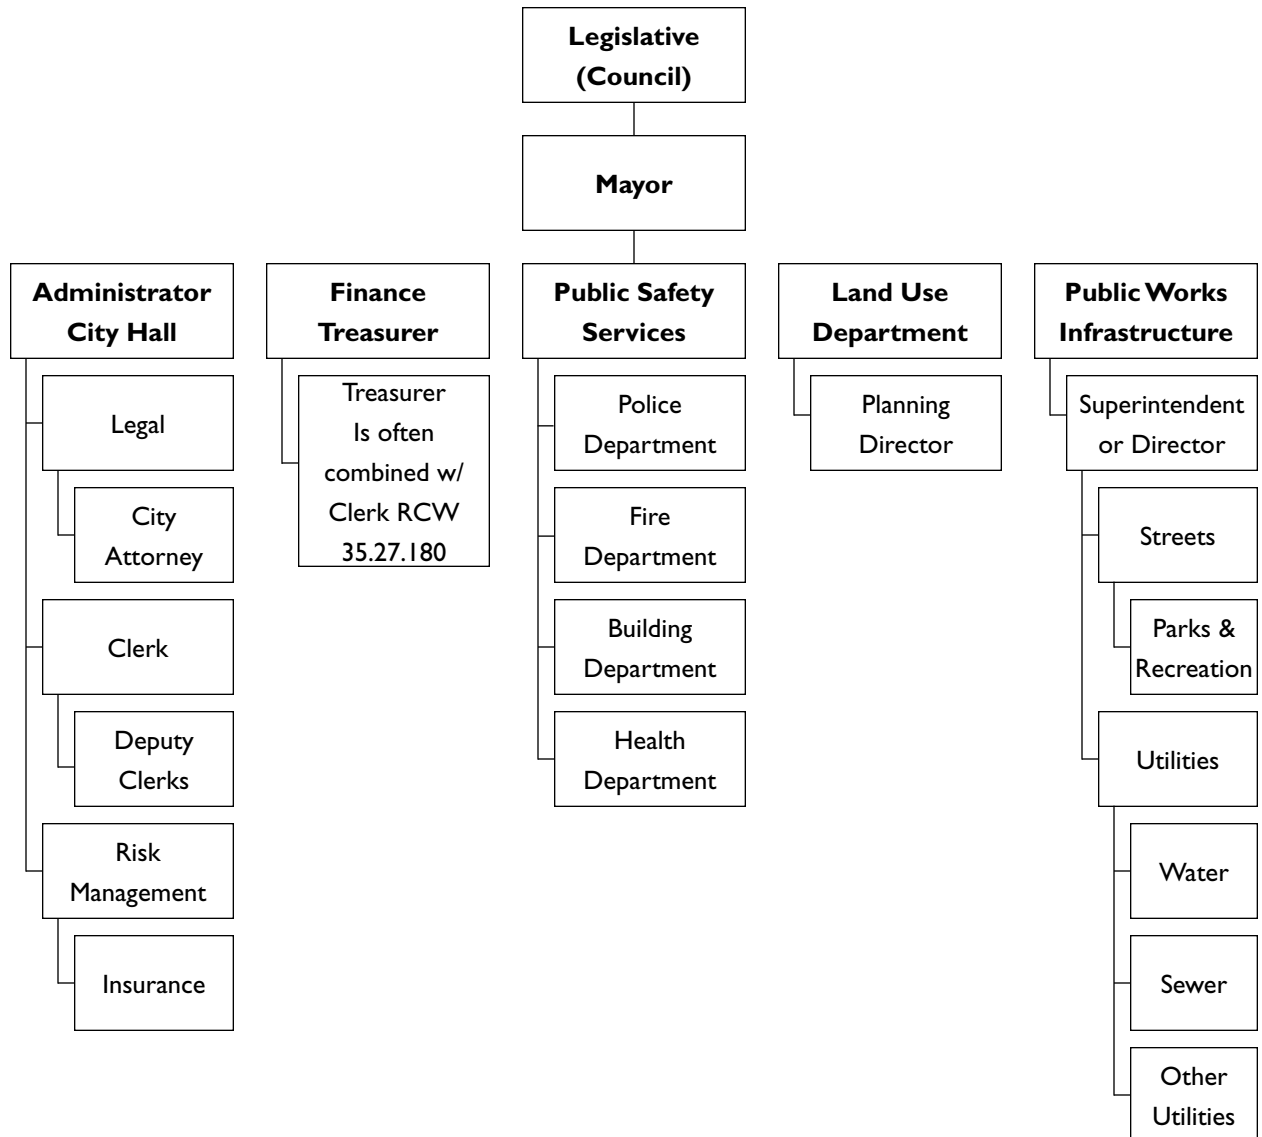 Legislative
(Council)
Mayor
Administrator
City Hall
Legal
City
Attorney
Clerk
Deputy
Clerks
Risk
Management
Insurance
Finance
Treasurer
Treasurer
Is often
combined w/
Clerk RCW
35.27.180
Public Safety
Services
Police
Department
Fire
Department
Building
Department
Health
Department
Land Use
Department
Planning
Director
Public Works
Infrastructure
Superintendent
or Director
Streets
Parks &
Recreation
Utilities
Water
Sewer
Other
Utilities